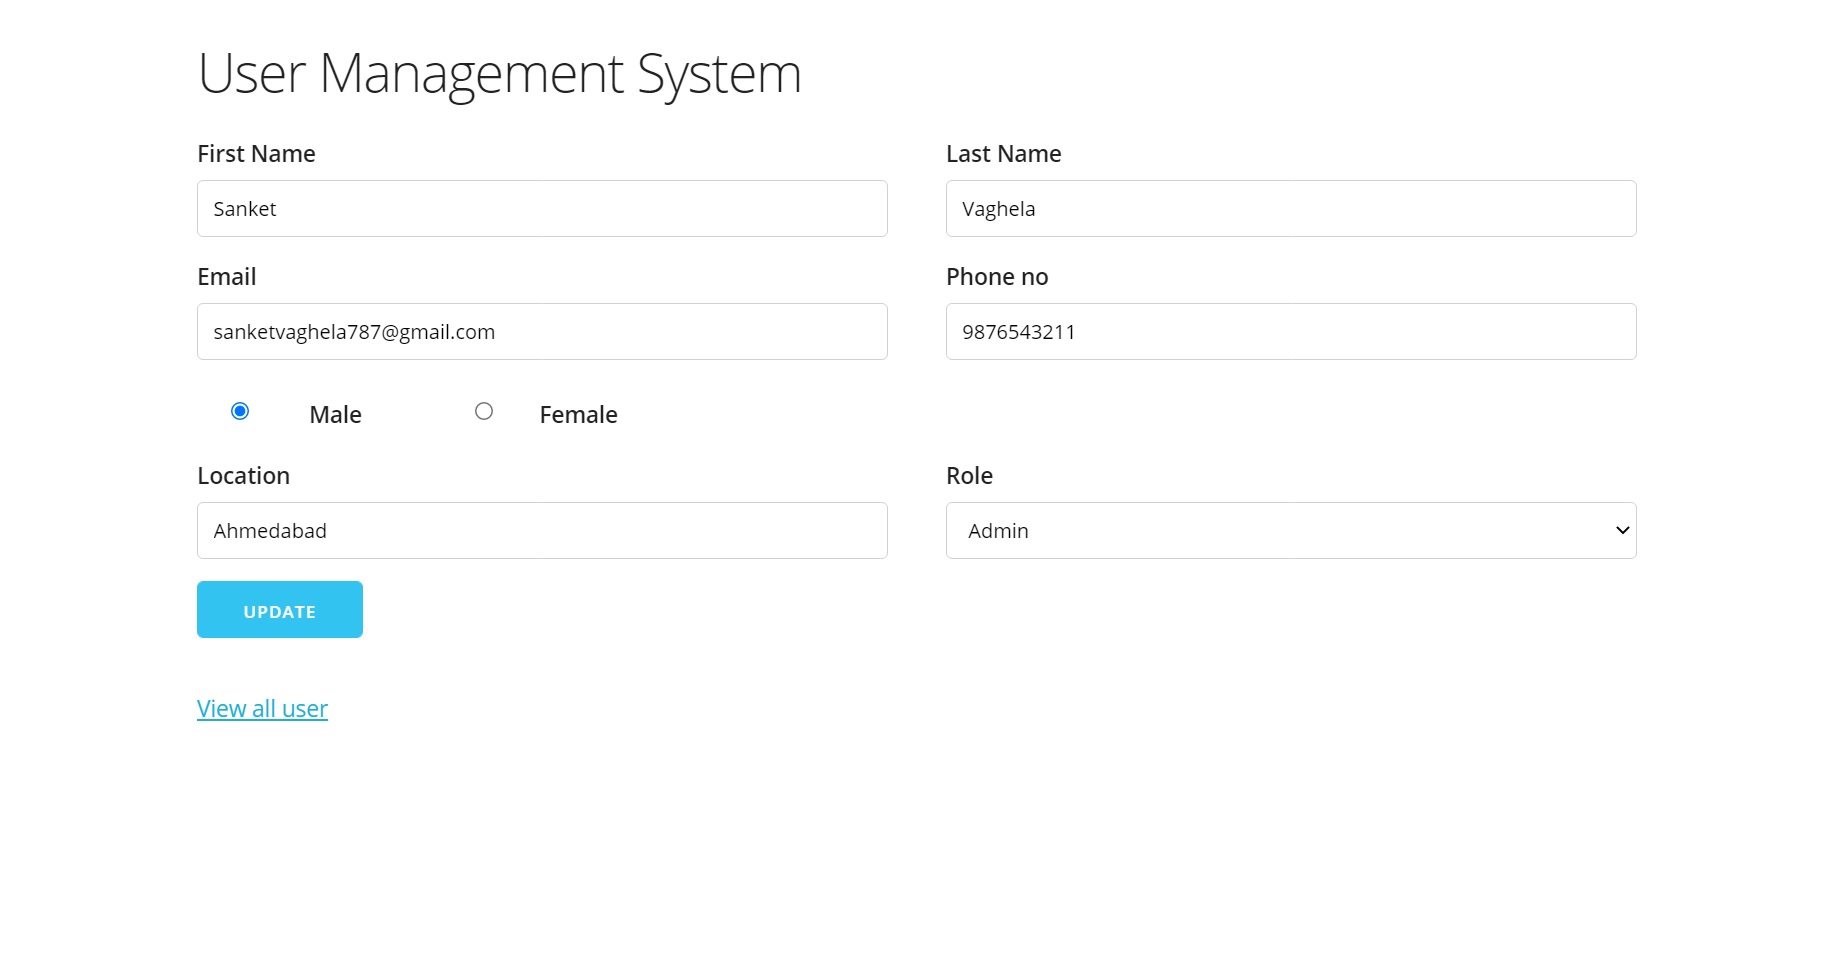 User Management System
First Name
Last Name
Sanket
Vaghela
Email
Phone no
sanketvaghela787@gmail.com
9876543211
Male
Female
Location
Role
Ahmedabad
Admin
UPDATE
View all user